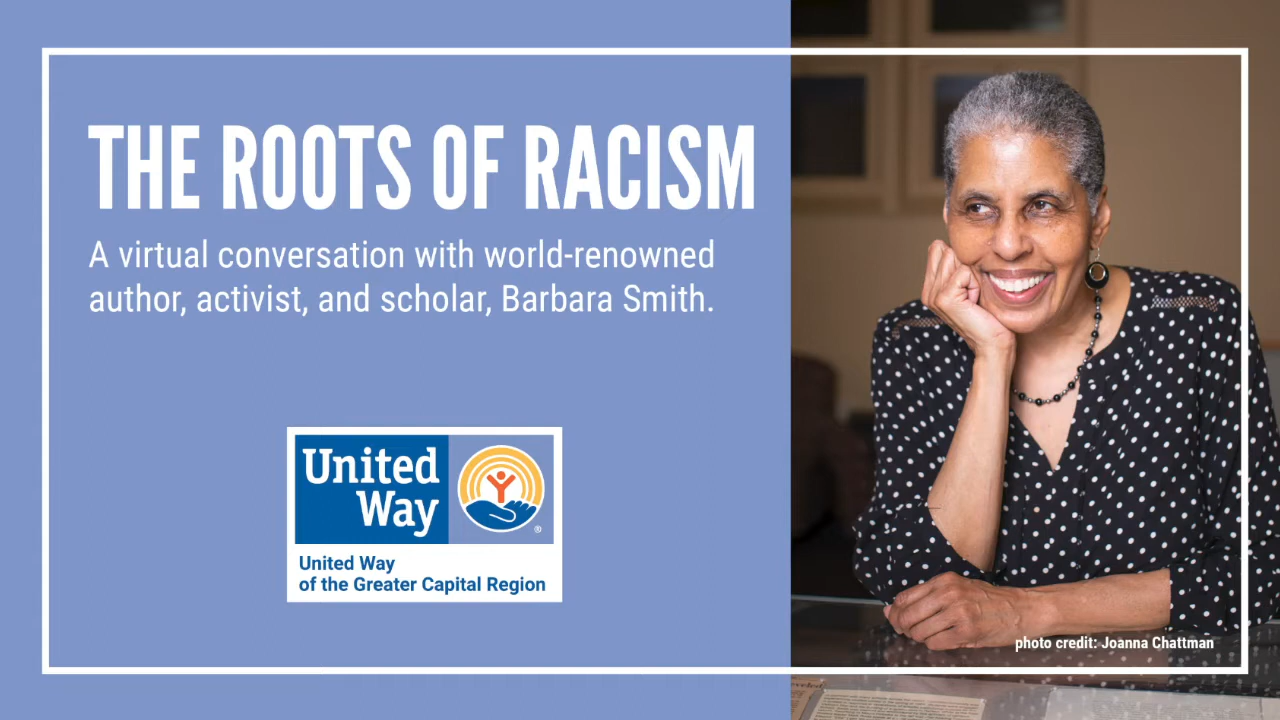 THE ROOTS OF RACISM
A virtual conversation with world-renowned
author, activist, and scholar, Barbara Smith.
United
Way
®
United Way
of the Greater Capital Region
photo credit: Joanna Chattman